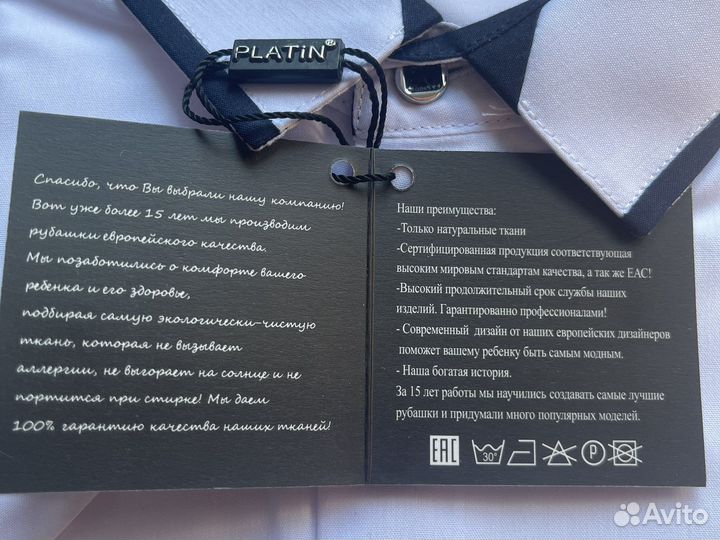 PLATiN®
Спасибо, что Вы выбрали нашу компанию!
Вот уже более 15 лет мы производим
рубашки европейского качества.
Мы позаботились о комфорте вашего
ребенка и его здоровье,
подбирая самую экологически-чистую
ткань, которая не вызывает
аллергии, не выгорает на солнце и не
портится при стирке! Мы даем
100% гарантию качества наших тканей!
Наши преимущества:
-Только натуральные ткани
-Сертифицированная продукция соответствующая
высоким мировым стандартам качества, а так же ЕАС!
-Высокий продолжительный срок службы наших
изделий. Гарантированно профессионалами!
- Современный дизайн от наших европейских дизайнеров
поможет вашему ребенку быть самым модным.
- Наша богатая история.
За 15 лет работы мы научились создавать самые лучшие
рубашки и придумали много популярных моделей.
EAC 30° P
Avito